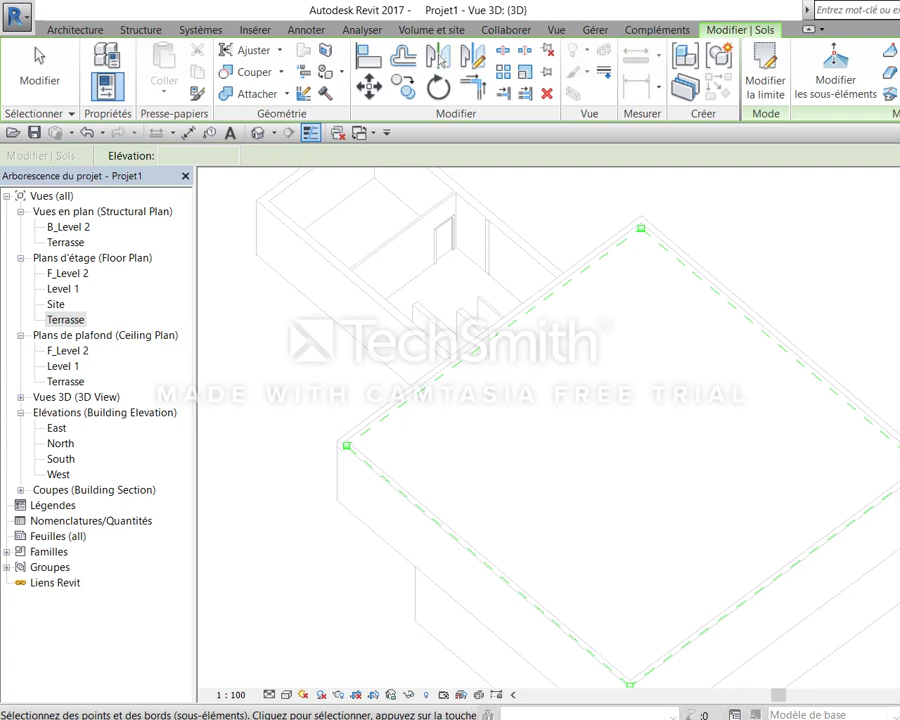 Autodesk Revit 2017 - Projet1 - Vue 3D: {3D}
Entrez mot-clé ou ex
Architecture Structure Systèmes Insérer Annoter Analyser Volume et site Collaborer Vue Gérer Compléments Modifier | Sols
Modifier
Coller
Ajuster
Couper
Attacher
Modifier
la limite
Modifier
les sous-éléments
Sélectionner Propriétés Presse-papiers Géométrie Modifier Vue Mesurer Créer Mode M
Modifier | Sols Elévation:
Arborescence du projet - Projet1
Vues (all)
Vues en plan (Structural Plan)
B_Level 2
Terrasse
Plans d'étage (Floor Plan)
F_Level 2
Level 1
Site
Terrasse
Plans de plafond (Ceiling Plan)
F_Level 2
Level 1
Terrasse
Vues 3D (3D View)
Elévations (Building Elevation)
East
North
South
West
Coupes (Building Section)
Légendes
Nomenclatures/Quantités
Feuilles (all)
Familles
Groupes
Liens Revit
TechSmith®
MADE WITH CAMTASIA FREE TRIAL
1 : 100
Sélectionnez des points et des bords (sous-éléments). Cliquez pour sélectionner, appuyez sur la touche
:0
Modèle de base